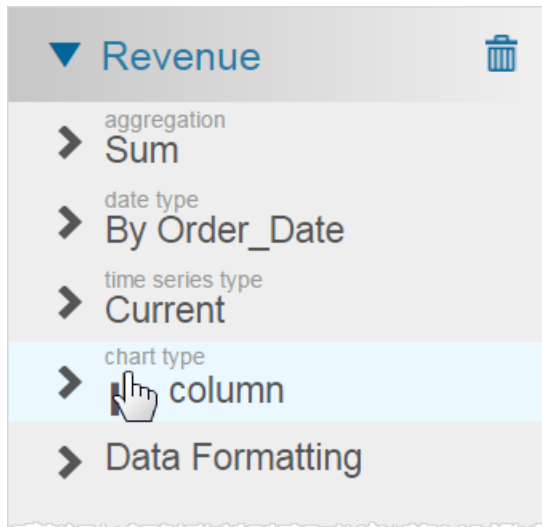 Revenue
aggregation
Sum
date type
By Order_Date
time series type
Current
chart type
column
Data Formatting